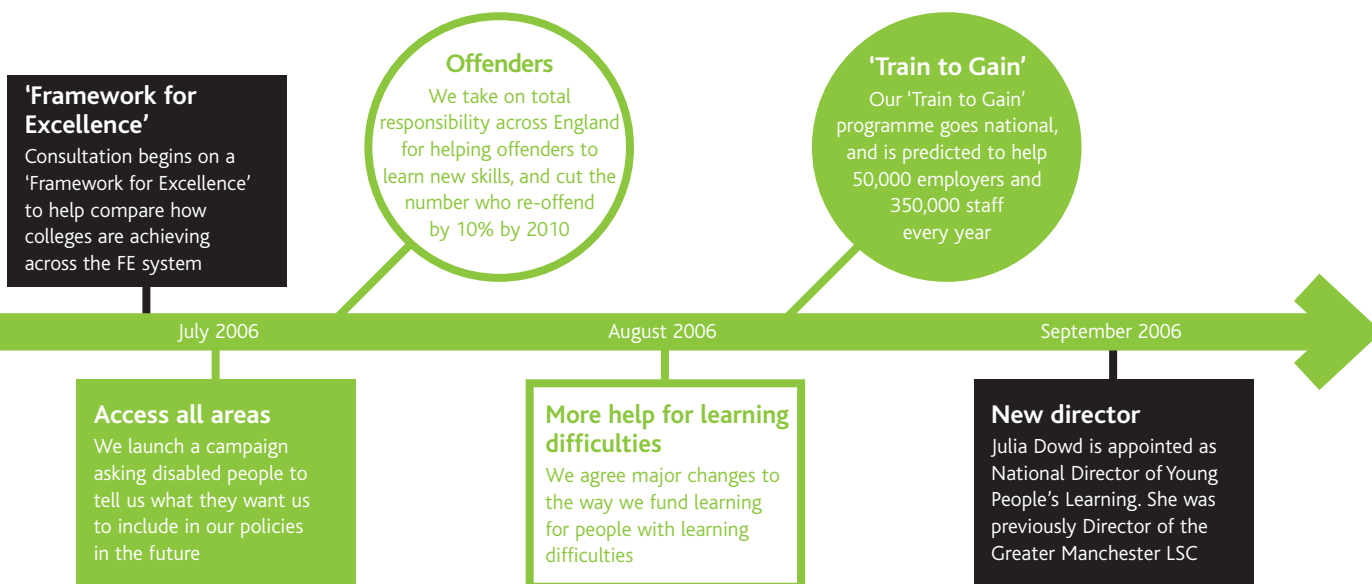 ‘Framework for
Excellence’
Consultation begins on a
‘Framework for Excellence’
to help compare how
colleges are achieving
across the FE system
Offenders
We take on total
responsibility across England
for helping offenders to
learn new skills, and cut the
number who re-offend
by 10% by 2010
‘Train to Gain’
Our ‘Train to Gain’
programme goes national,
and is predicted to help
50,000 employers and
350,000 staff
every year
July 2006
August 2006
September 2006
Access all areas
We launch a campaign
asking disabled people to
tell us what they want us
to include in our policies
in the future
More help for learning
difficulties
We agree major changes to
the way we fund learning
for people with learning
difficulties
New director
Julia Dowd is appointed as
National Director of Young
People’s Learning. She was
previously Director of the
Greater Manchester LSC